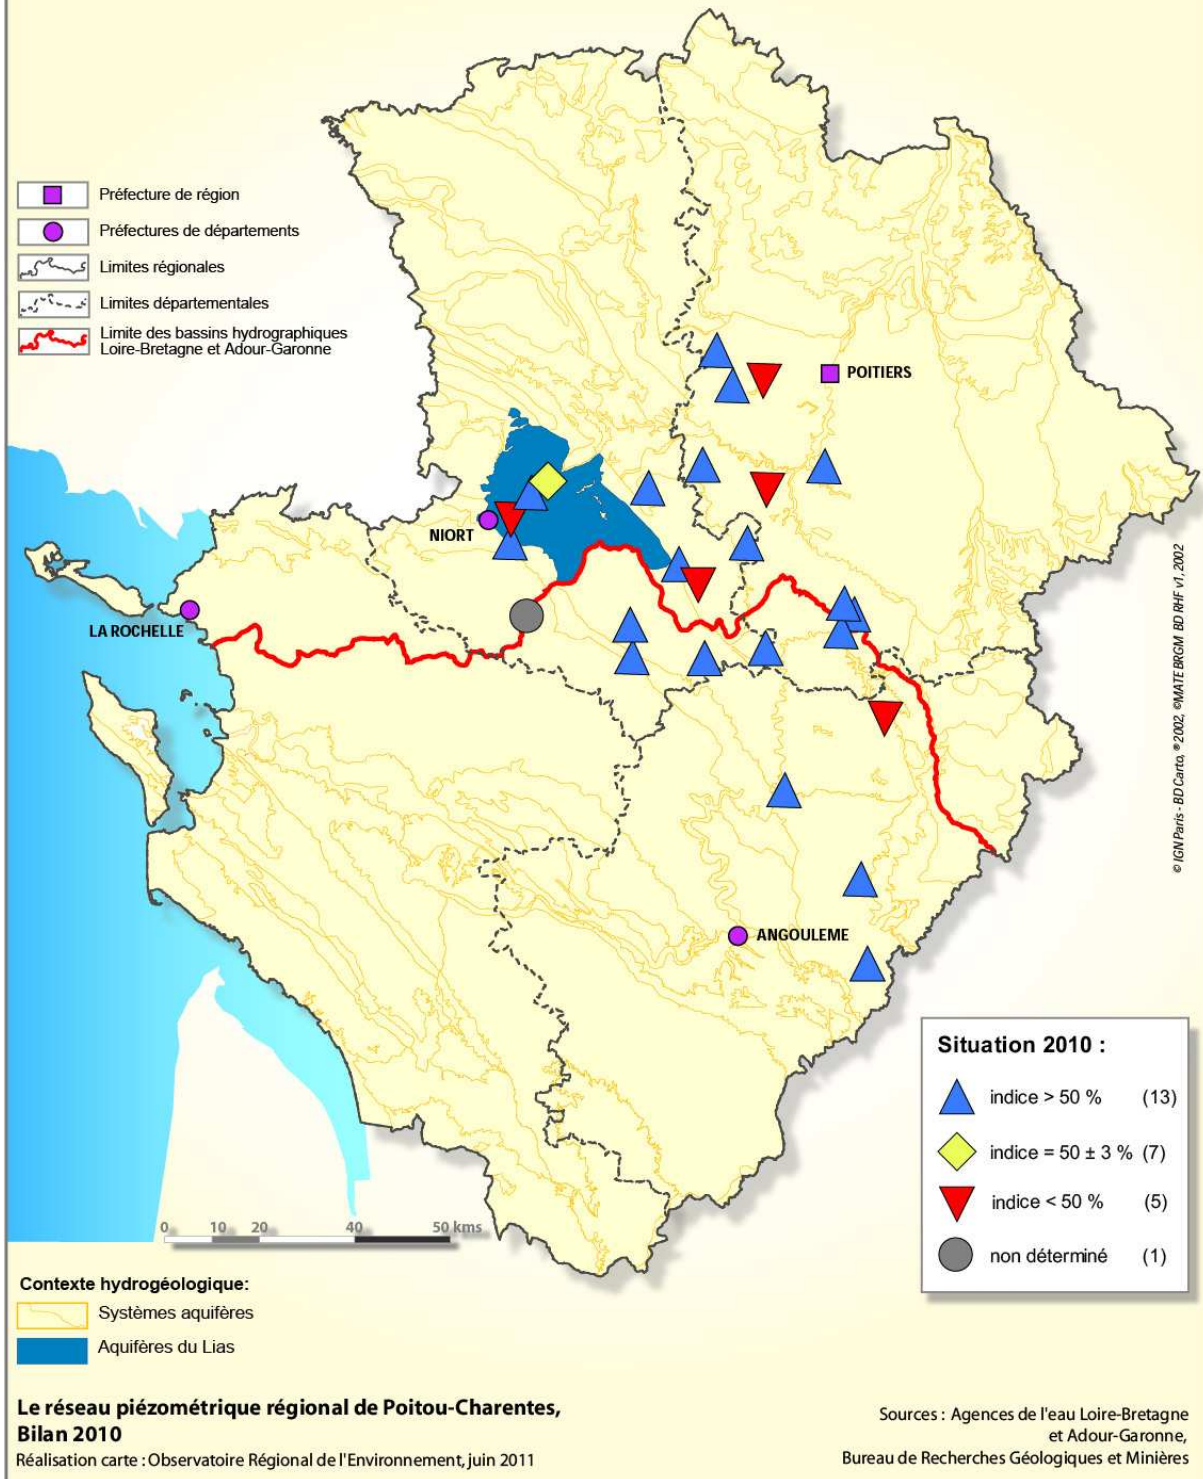 Préfecture de région
Préfectures de départements
Limites régionales
Limites départementales
Limite des bassins hydrographiques
Loire-Bretagne et Adour-Garonne
POITIERS
NIORT
LA ROCHELLE
ANGOULEME
© IGN Paris - BD Carto, ® 2002, ©MATE BRGM BD RHF v1, 2002
Situation 2010 :
indice > 50 % (13)
indice = 50 ± 3 % (7)
indice < 50 % (5)
non déterminé (1)
0 10 20 40 50 kms
Contexte hydrogéologique:
Systèmes aquifères
Aquifères du Lias
Le réseau piézométrique régional de Poitou-Charentes,
Bilan 2010
Réalisation carte : Observatoire Régional de l'Environnement, juin 2011
Sources : Agences de l'eau Loire-Bretagne
et Adour-Garonne,
Bureau de Recherches Géologiques et Minières